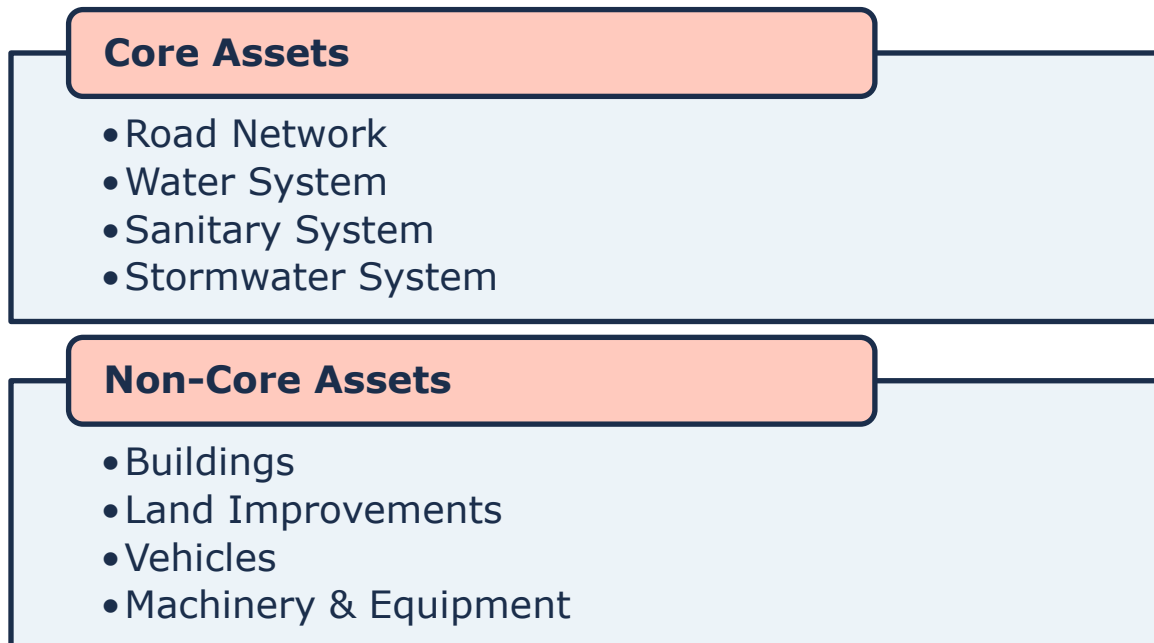 Core Assets
•Road Network
•Water System
•Sanitary System
•Stormwater System
Non-Core Assets
•Buildings
•Land Improvements
•Vehicles
•Machinery & Equipment